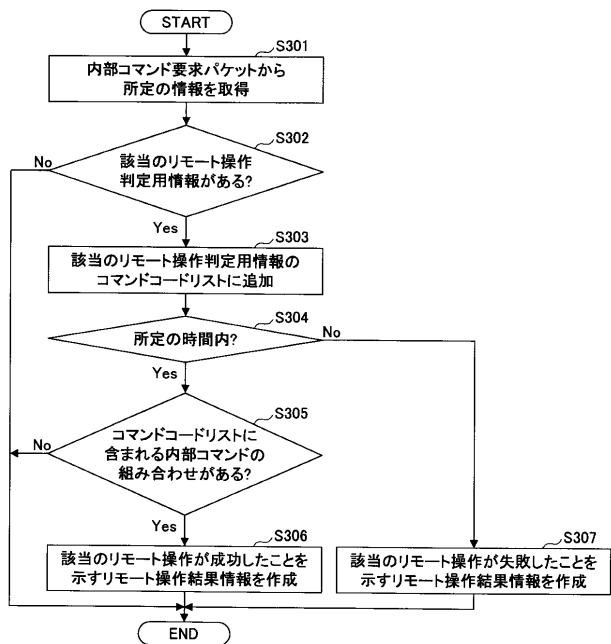 START
S301
内部コマンド要求パケットから
所定の情報を取得
S302
No
該当のリモート操作
判定用情報がある?
Yes
S303
該当のリモート操作判定用情報の
コマンドコードリストに追加
S304
所定の時間内?
No
Yes
S305
No
コマンドコードリストに
含まれる内部コマンドの
組み合わせがある?
Yes
S306
該当のリモート操作が成功したことを
示すリモート操作結果情報を作成
S307
該当のリモート操作が失敗したことを
示すリモート操作結果情報を作成
END